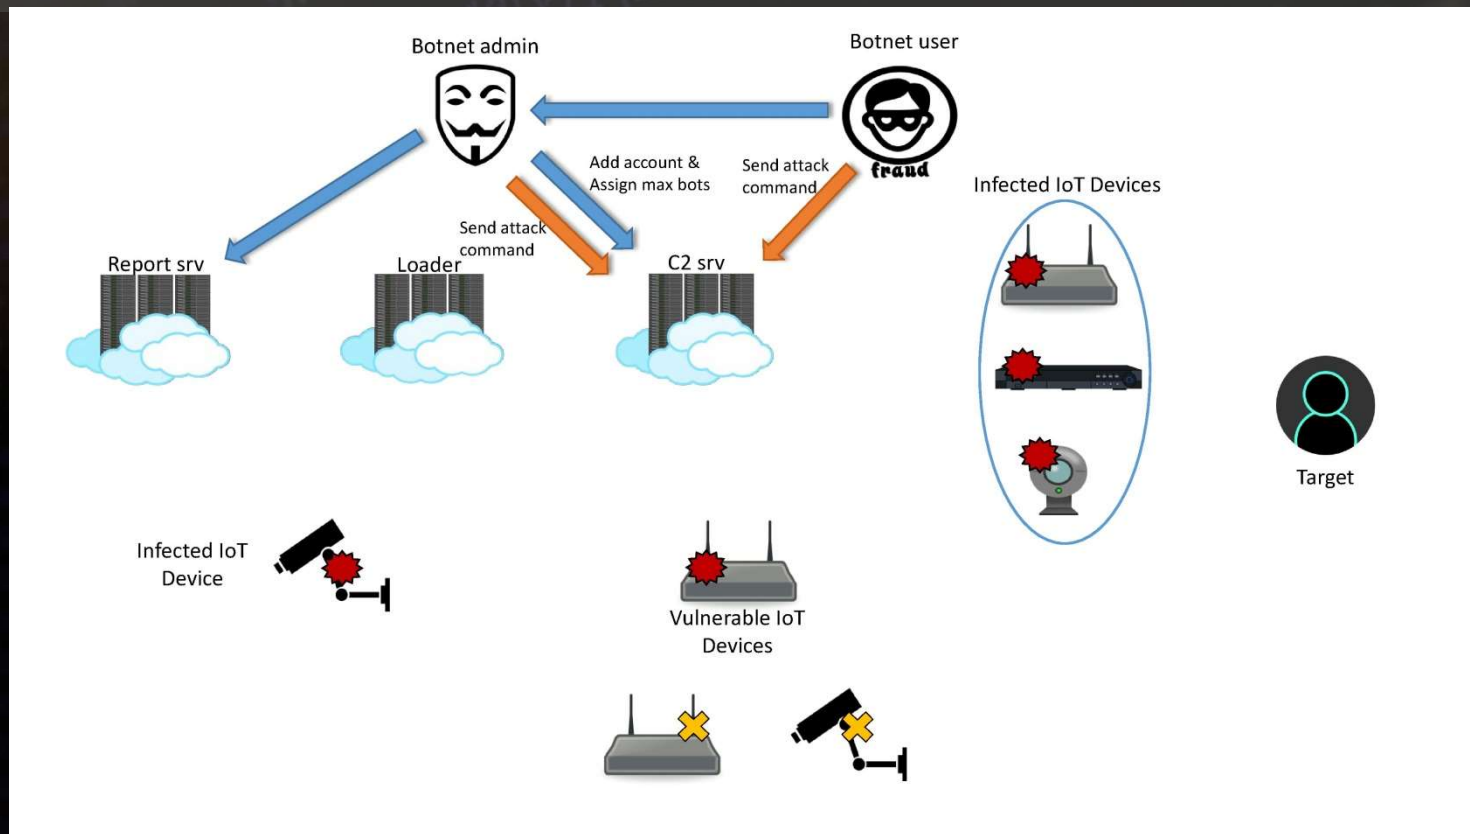 Botnet admin
Botnet user
fraud
Add account &
Assign max bots
Send attack
command
Send attack
command
Infected IoT Devices
Report srv
Loader
C2 srv
Target
Infected IoT
Device
Vulnerable IoT
Devices